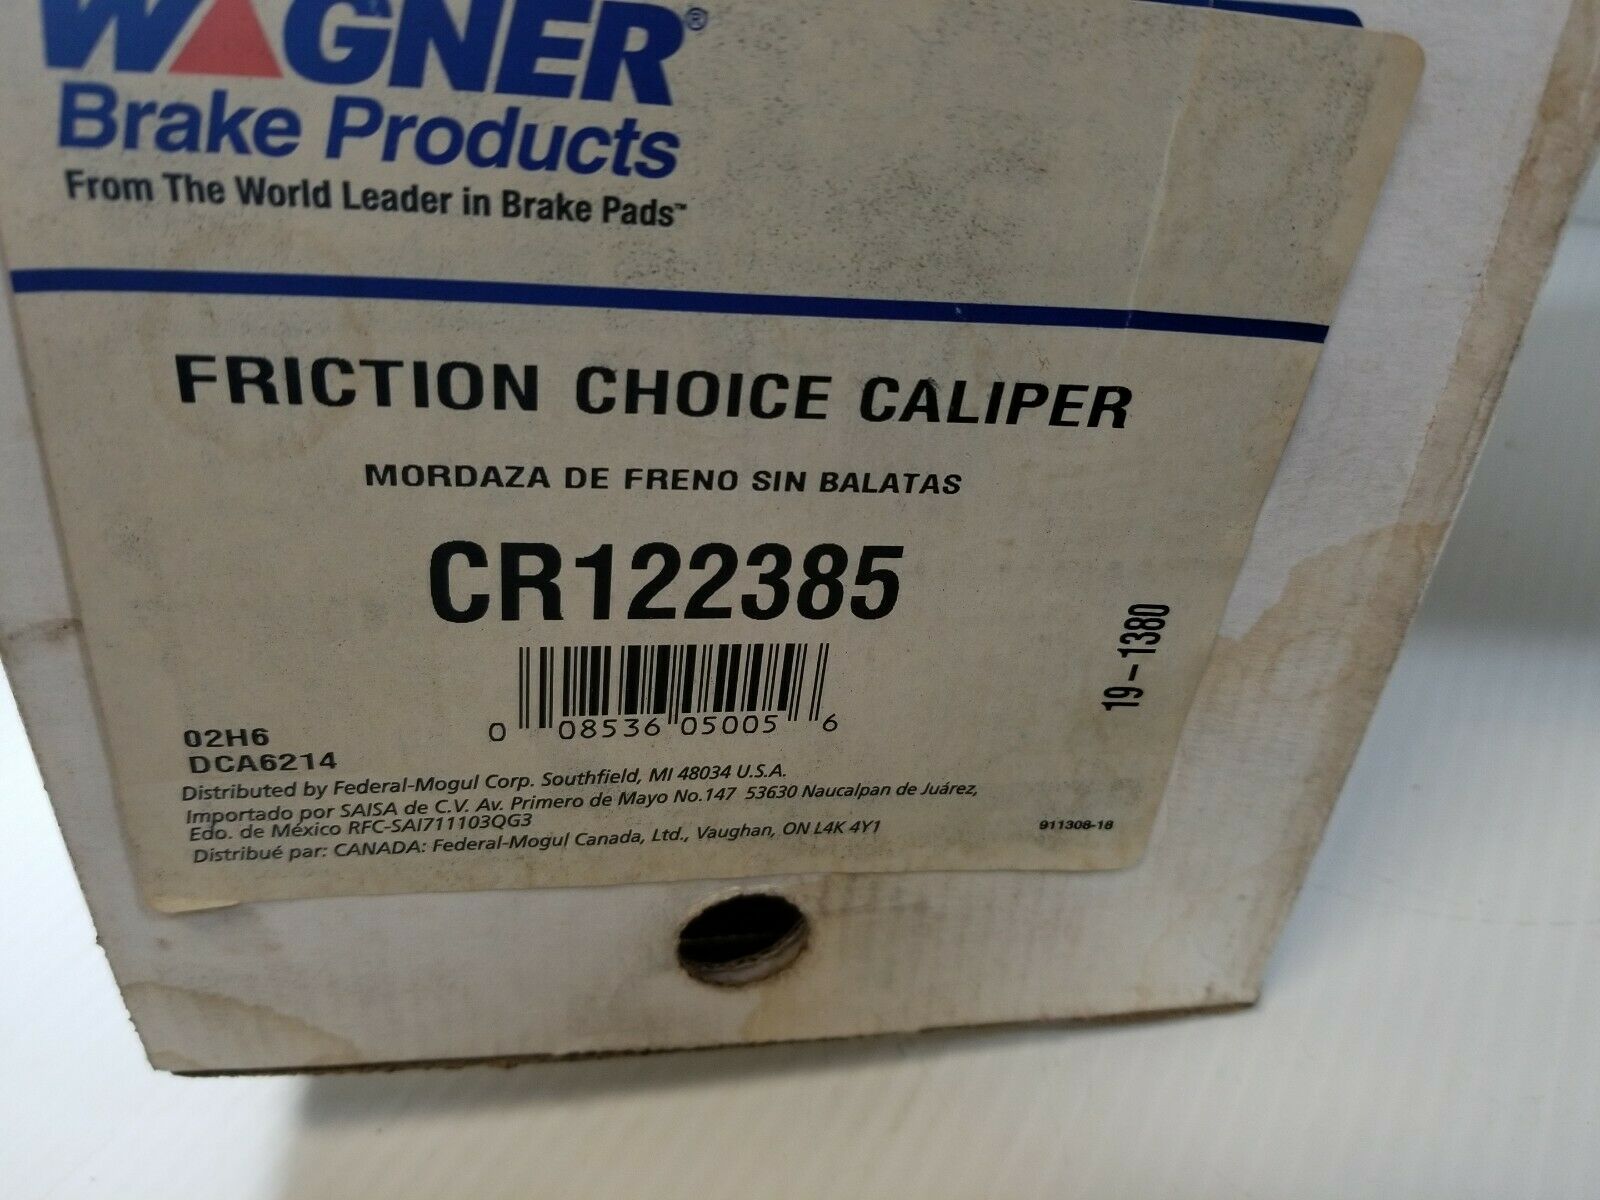 WAGNER®
Brake Products
From The World Leader in Brake Pads™
FRICTION CHOICE CALIPER
MORDAZA DE FRENO SIN BALATAS
CR122385
19-1380
0 08536 05005 6
02H6
DCA6214
Distributed by Federal-Mogul Corp. Southfield, MI 48034 U.S.A.
Importado por SAISA de C.V. Av. Primero de Mayo No.147 53630 Naucalpan de Juárez,
Edo. de México RFC-SAI711103QG3
Distribué par: CANADA: Federal-Mogul Canada, Ltd., Vaughan, ON L4K 4Y1
911308-18